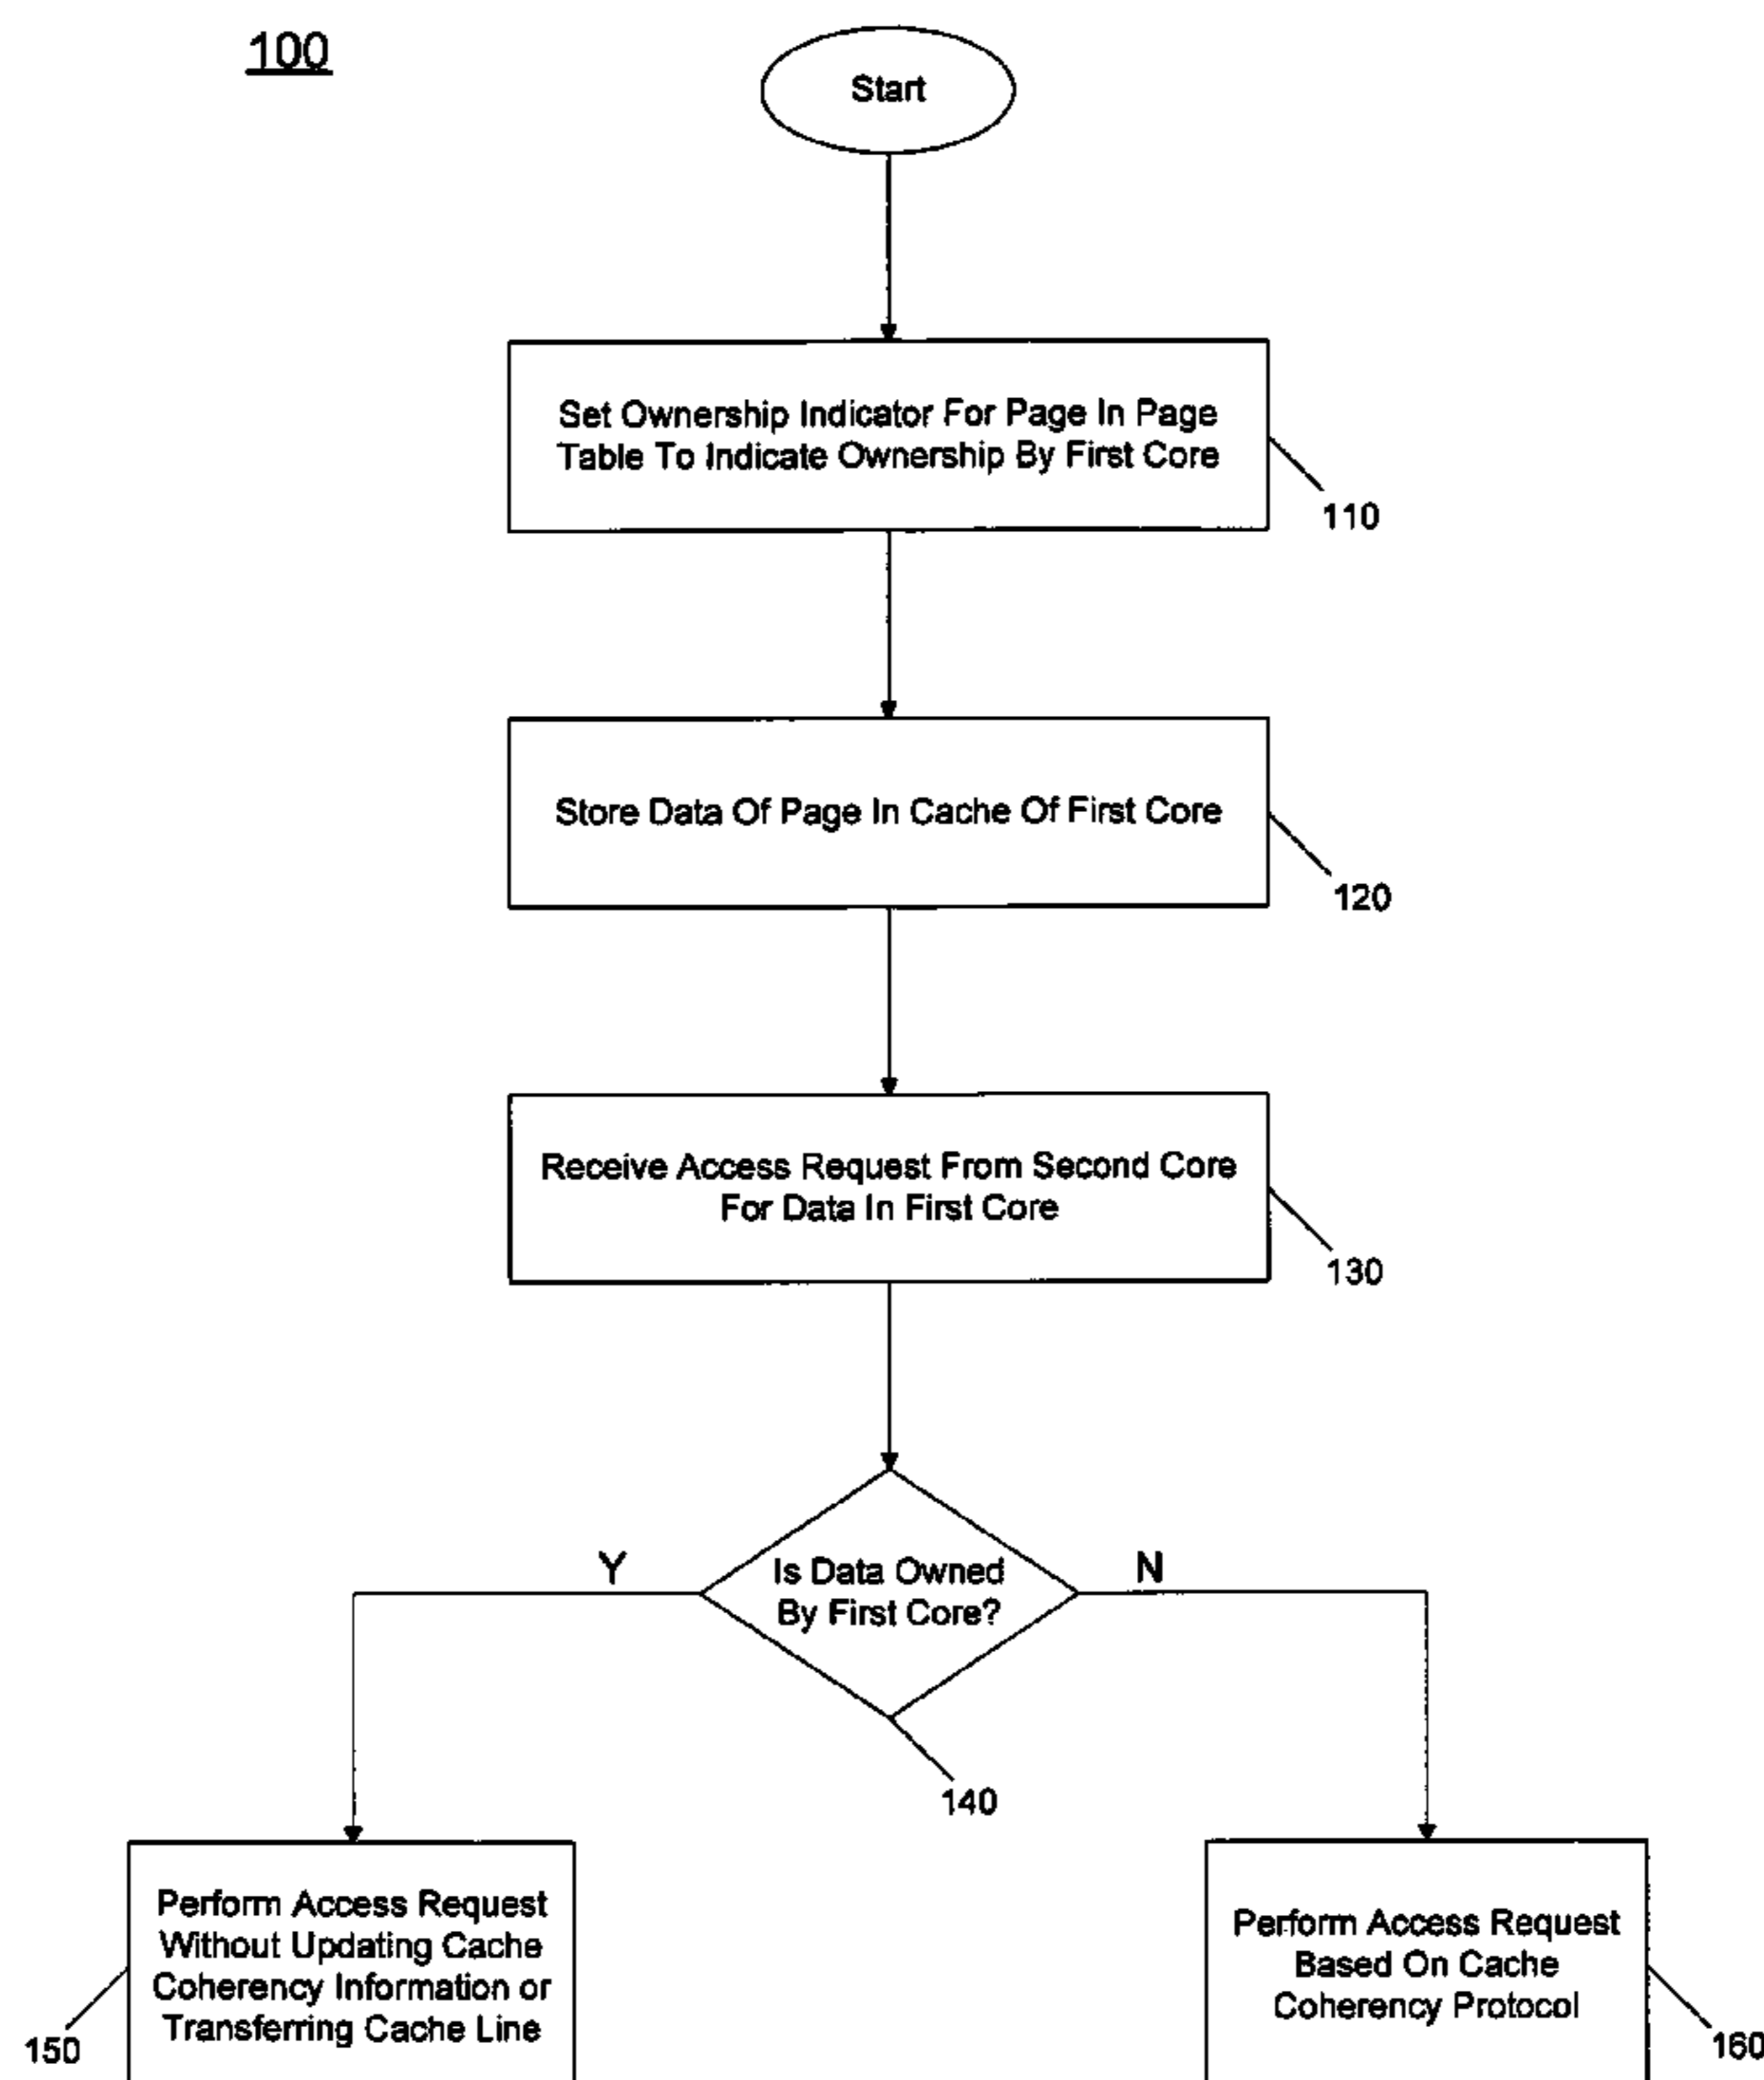 100
Start
Set Ownership Indicator For Page In Page
Table To Indicate Ownership By First Core
110
Store Data Of Page In Cache Of First Core
120
Receive Access Request From Second Core
For Data In First Core
130
Y
Is Data Owned
By First Core?
N
140
Perform Access Request
Without Updating Cache
Coherency Information or
Transferring Cache Line
150
Perform Access Request
Based On Cache
Coherency Protocol
160